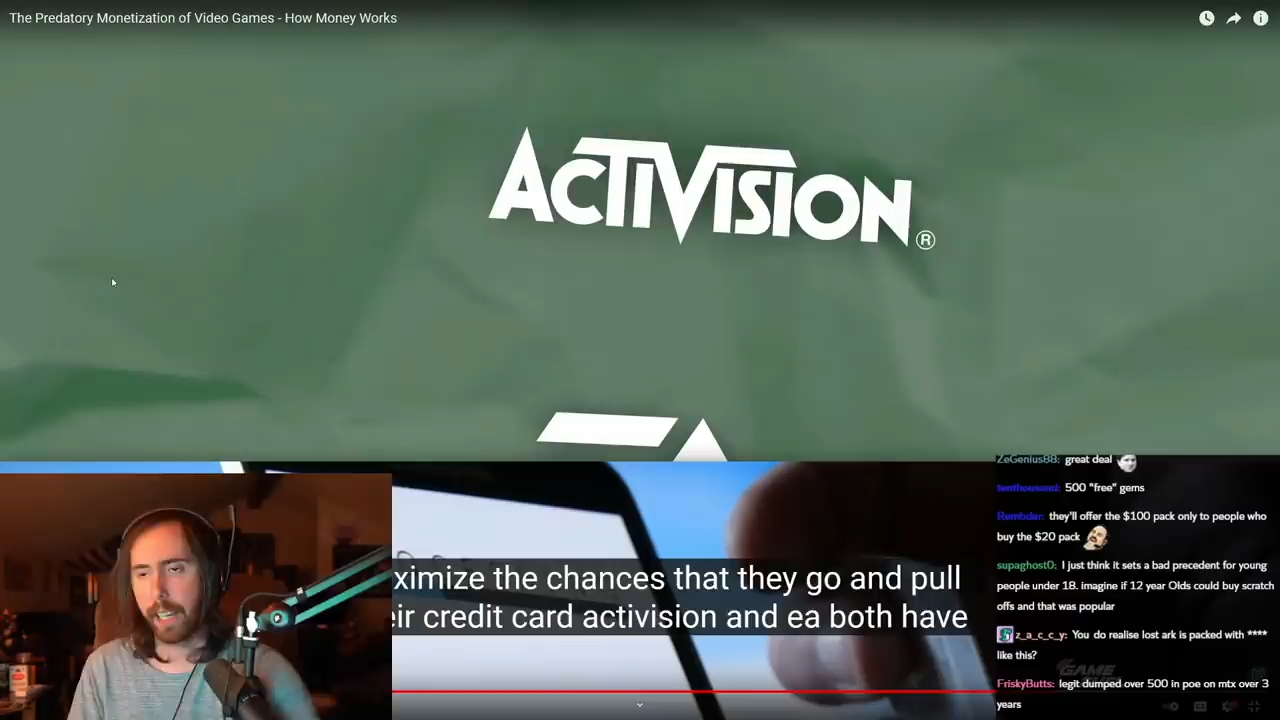 The Predatory Monetization of Video Games - How Money Works
ACTIVISION®
EA
ximize the chances that they go and pull
eir credit card activision and ea both have
ZeGenius88: great deal
tenthousand: 500 "free" gems
Rembdar: they'll offer the $100 pack only to people who
buy the $20 pack
supaghost0: I just think it sets a bad precedent for young
people under 18. imagine if 12 year Olds could buy scratch
offs and that was popular
z_a_c_c_y: You do realise lost ark is packed with ****
like this?
GAME
FriskyButts: legit dumped over 500 in poe on mtx over 3
years